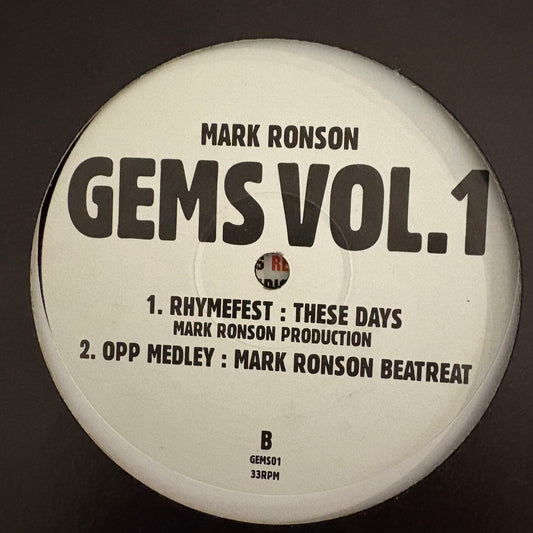 MARK RONSON
GEMS VOL.1
1. RHYMEFEST : THESE DAYS
MARK RONSON PRODUCTION
2. OPP MEDLEY : MARK RONSON BEATREAT
B
GEMS01
33RPM